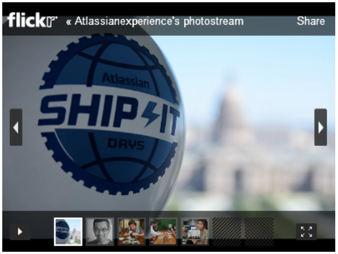 flickr « Atlassianexperience's photostream Share
Atlassian
SHIP IT
DAYS